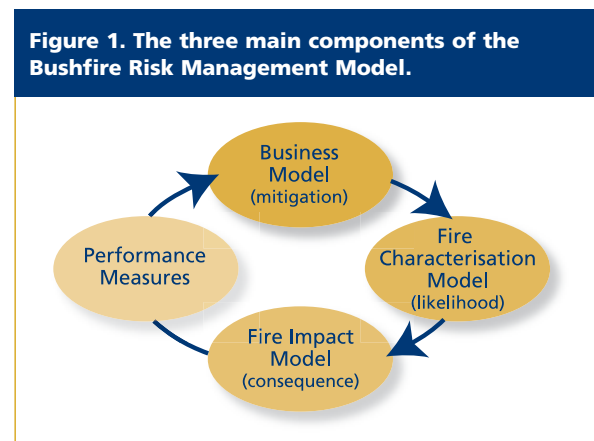 Figure 1. The three main components of the
Bushfire Risk Management Model.
Business
Model
(mitigation)
Fire
Characterisation
Model
(likelihood)
Fire Impact
Model
(consequence)
Performance
Measures